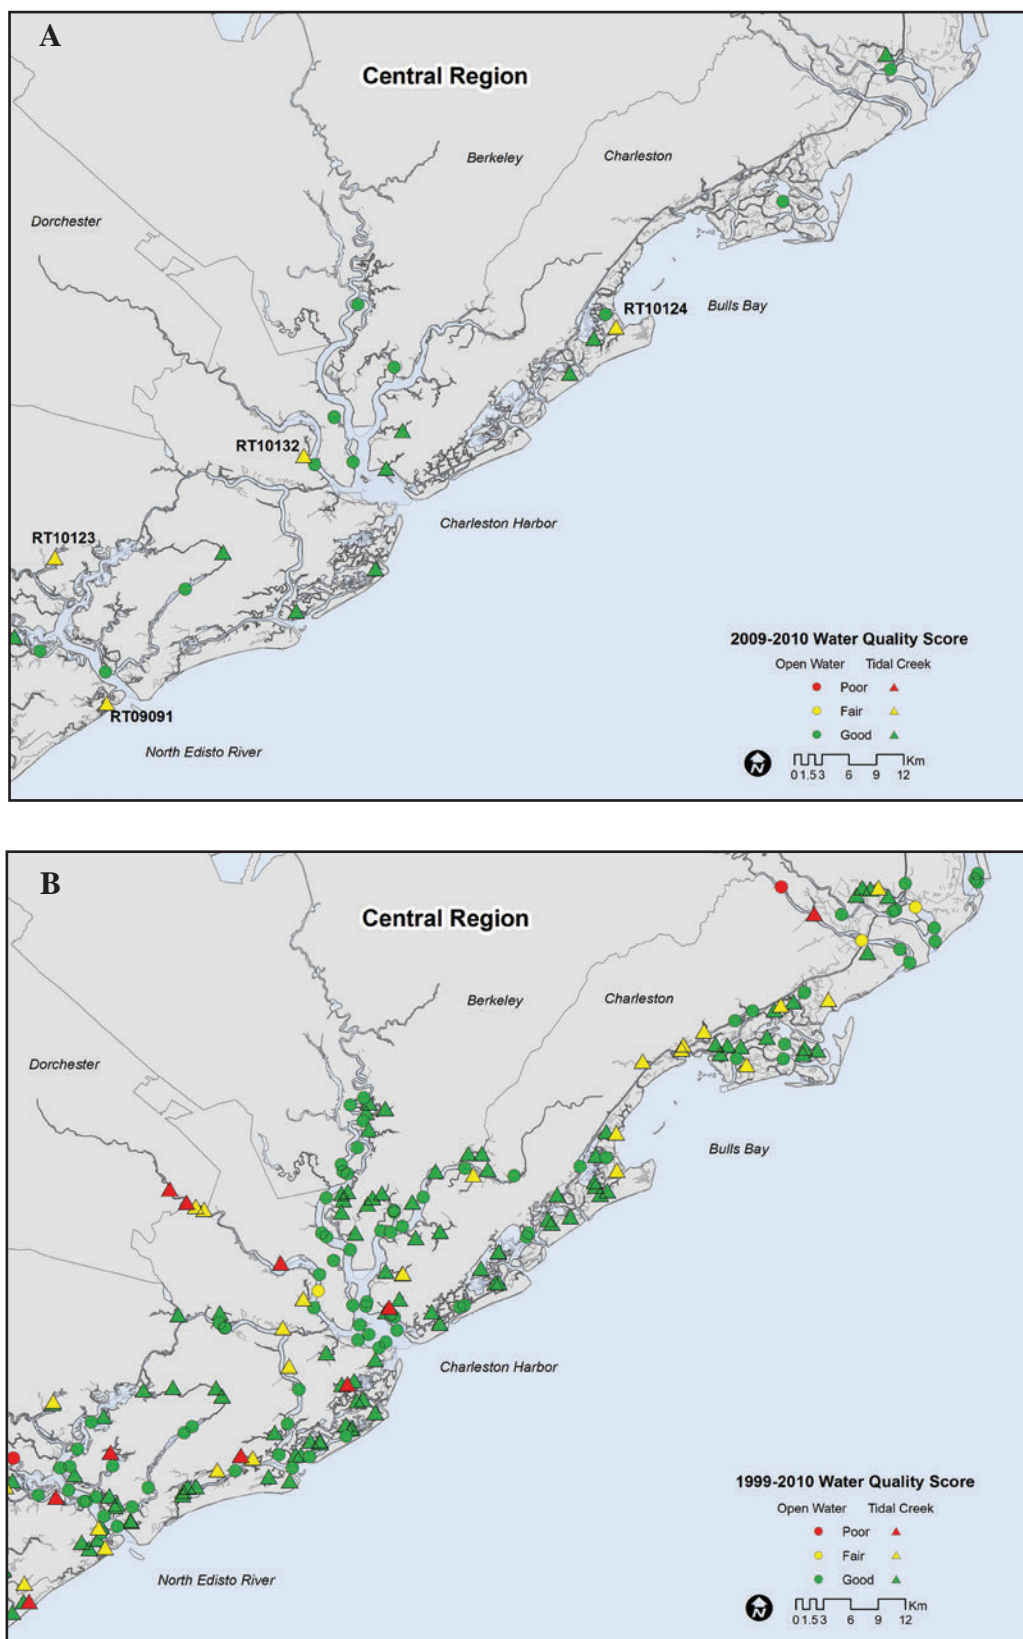 A
Central Region
Berkeley
Charleston
Dorchester
RT10124
Bulls Bay
RT10132
Charleston Harbor
RT10123
2009-2010 Water Quality Score
Open Water Tidal Creek
Poor
RT09091
Fair
North Edisto River
Good
N
Km
0 1.5 3 6 9 12
B
Central Region
Berkeley
Charleston
Dorchester
Bulls Bay
Charleston Harbor
1999-2010 Water Quality Score
Open Water Tidal Creek
Poor
Fair
North Edisto River
Good
N
Km
0 1.5 3 6 9 12